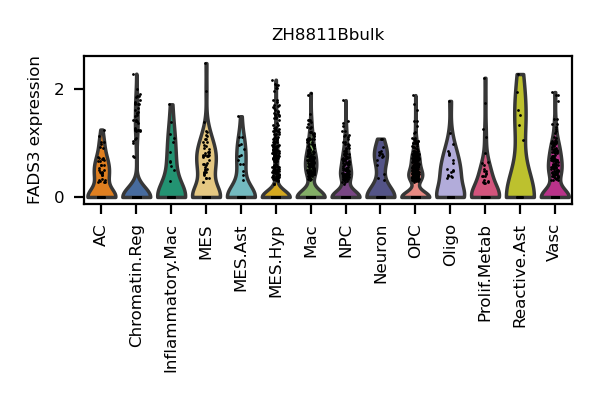 ZH8811Bbulk
FADS3 expression
2
0
AC
Chromatin.Reg
Inflammatory.Mac
MES
MES.Ast
MES.Hyp
Mac
NPC
Neuron
OPC
Oligo
Prolif.Metab
Reactive.Ast
Vasc